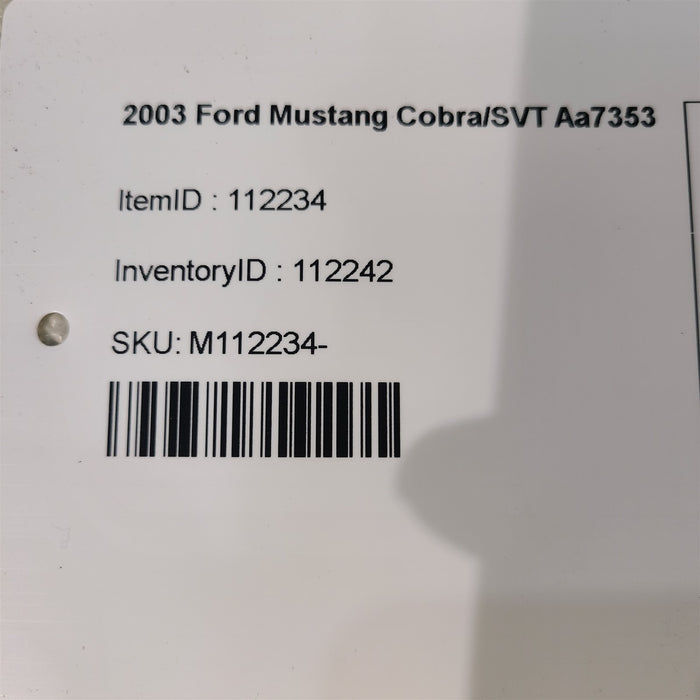 2003 Ford Mustang Cobra/SVT Aa7353
ItemID : 112234
InventoryID : 112242
SKU: M112234-